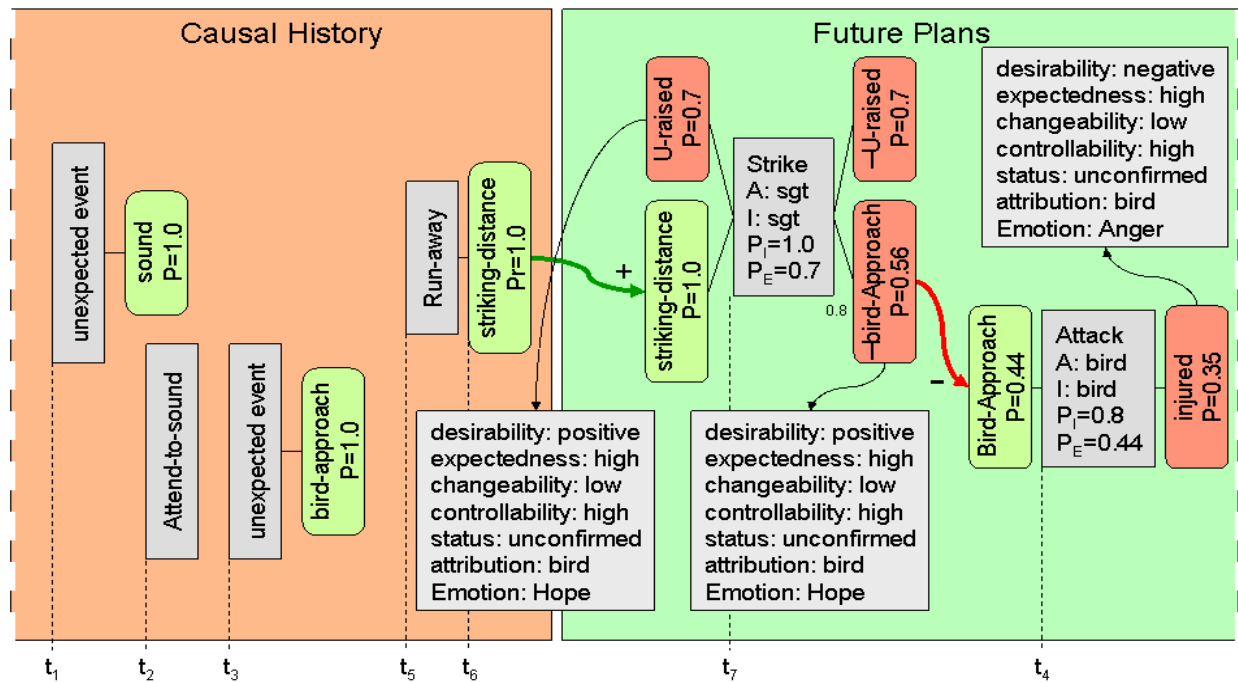 Causal History
Future Plans
unexpected event
sound
P=1.0
Attend-to-sound
unexpected event
bird-approach
P=1.0
Run-away
striking-distance
Pr=1.0
+
U-raised
P=0.7
striking-distance
P=1.0
Strike
A: sgt
I: sgt
P_I=1.0
P_E=0.7
¬U-raised
P=0.7
0.8
¬bird-Approach
P=0.56
−
Bird-Approach
P=0.44
Attack
A: bird
I: bird
P_I=0.8
P_E=0.44
injured
P=0.35
desirability: negative
expectedness: high
changeability: low
controllability: high
status: unconfirmed
attribution: bird
Emotion: Anger
desirability: positive
expectedness: high
changeability: low
controllability: high
status: unconfirmed
attribution: bird
Emotion: Hope
desirability: positive
expectedness: high
changeability: low
controllability: high
status: unconfirmed
attribution: bird
Emotion: Hope
t1 t2 t3 t5 t6 t7 t4